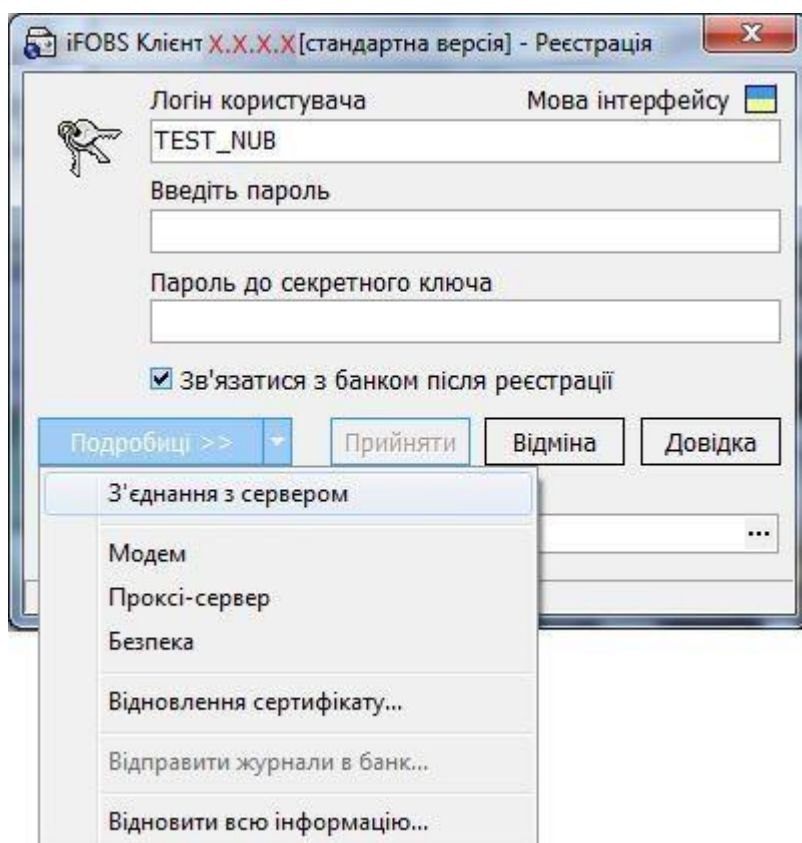 iFOBS Клієнт X.X.X.X [стандартна версія] - Реєстрація
Логін користувача Мова інтерфейсу
TEST_NUB
Введіть пароль
Пароль до секретного ключа
Зв'язатися з банком після реєстрації
Подробиці >> Прийняти Відміна Довідка
З'єднання з сервером
...
Модем
Проксі-сервер
Безпека
Відновлення сертифікату...
Відправити журнали в банк...
Відновити всю інформацію...